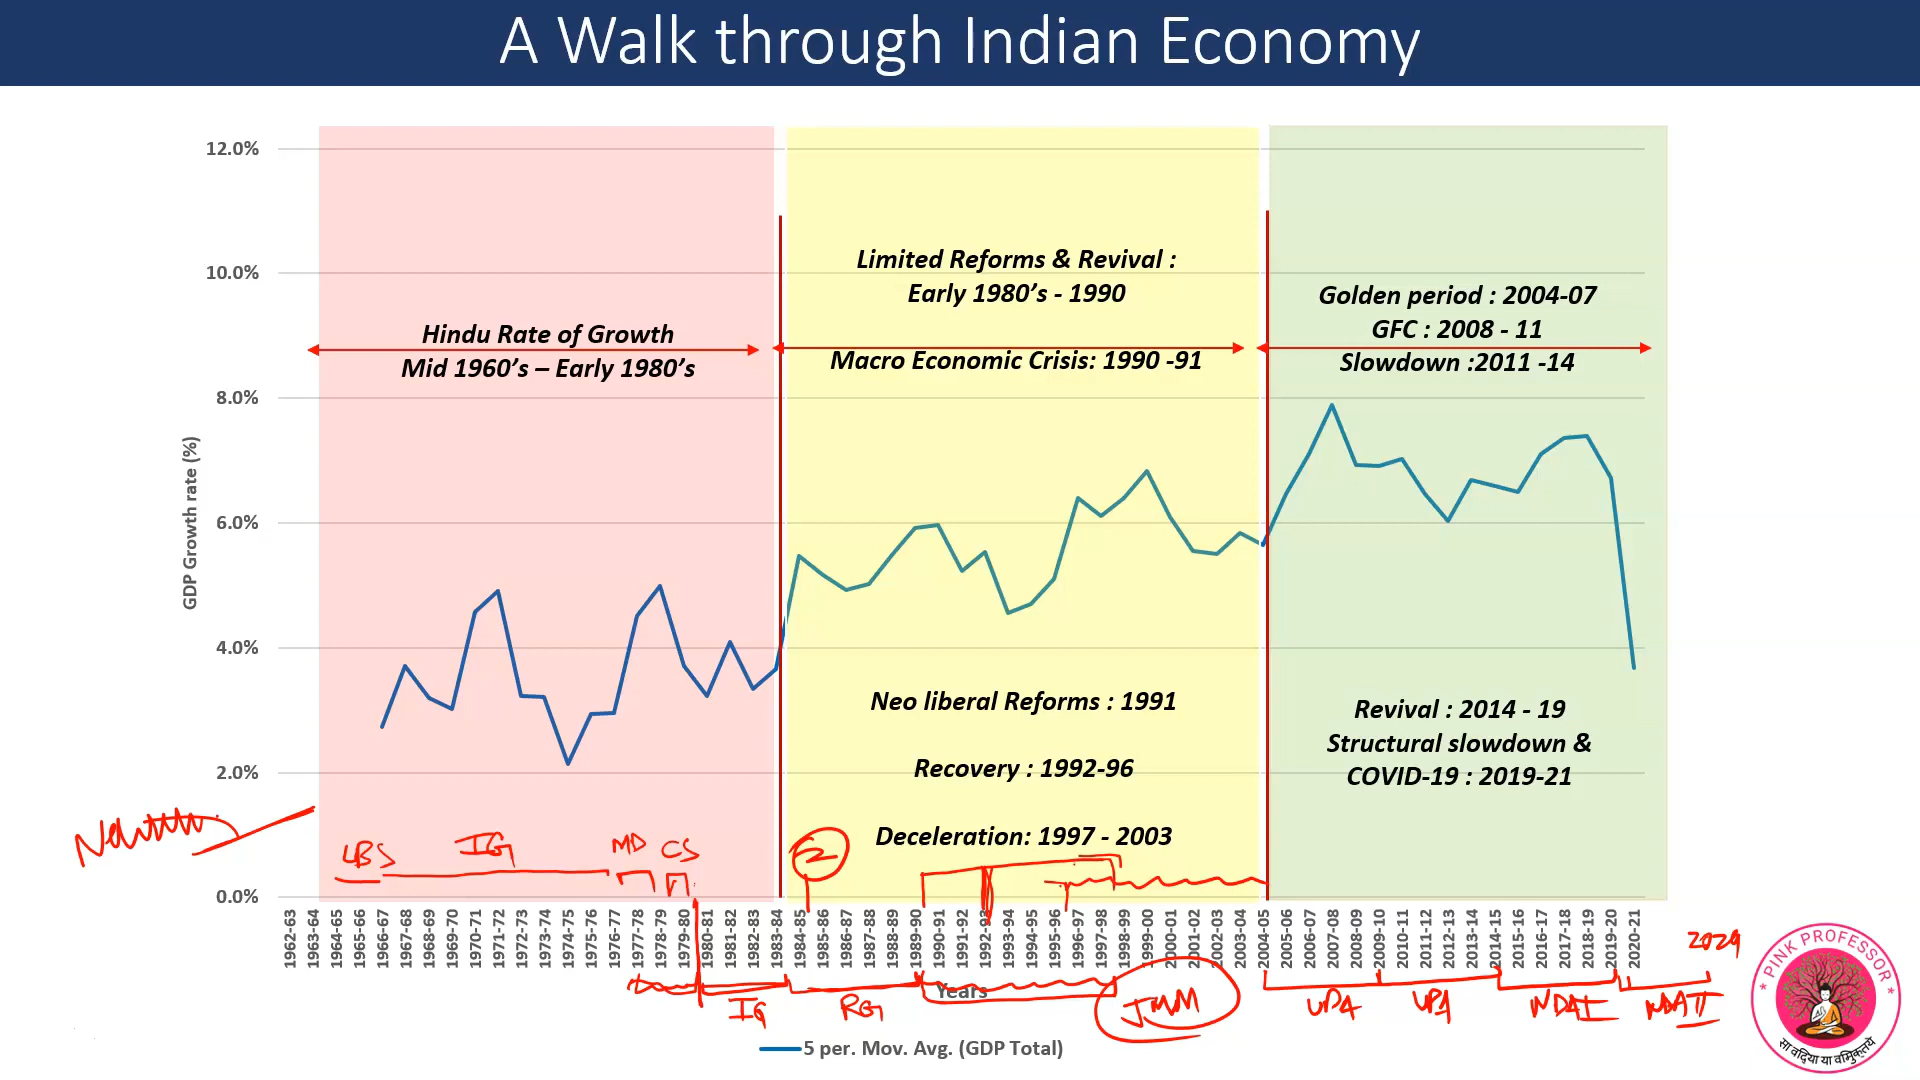 A Walk through Indian Economy
12.0%
10.0%
8.0%
6.0%
4.0%
2.0%
0.0%
GDP Growth rate (%)
Hindu Rate of Growth
Mid 1960's – Early 1980's
Limited Reforms & Revival :
Early 1980's - 1990
Macro Economic Crisis: 1990 -91
Neo liberal Reforms : 1991
Recovery : 1992-96
Deceleration: 1997 - 2003
Golden period : 2004-07
GFC : 2008 - 11
Slowdown :2011 -14
Revival : 2014 - 19
Structural slowdown &
COVID-19 : 2019-21
LBS
IG
MD
CS
2
1962-63
1963-64
1964-65
1965-66
1966-67
1967-68
1968-69
1969-70
1970-71
1971-72
1972-73
1973-74
1974-75
1975-76
1976-77
1977-78
1978-79
1979-80
1980-81
1981-82
1982-83
1983-84
1984-85
1985-86
1986-87
1987-88
1988-89
1989-90
1990-91
1991-92
1992-93
1993-94
1994-95
1995-96
1996-97
1997-98
1998-99
1999-00
2000-01
2001-02
2002-03
2003-04
2004-05
2005-06
2006-07
2007-08
2008-09
2009-10
2010-11
2011-12
2012-13
2013-14
2014-15
2015-16
2016-17
2017-18
2018-19
2019-20
2020-21
2029
Years
IG
RG
UPA
UPA
NDA I
NDA II
5 per. Mov. Avg. (GDP Total)
* PINK PROFESSOR *
सा विद्या या विमुक्तये